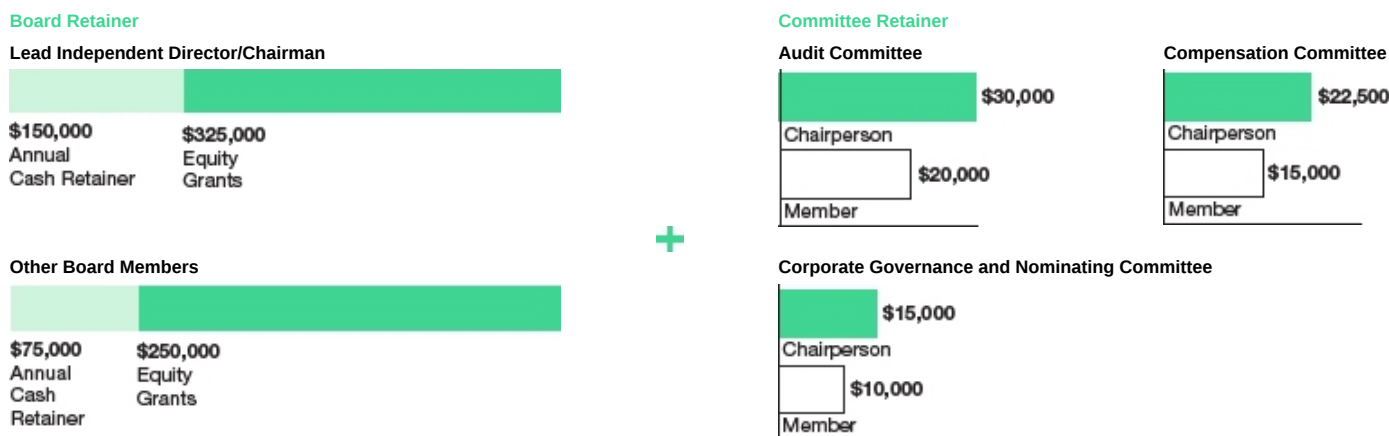 Board Retainer
Lead Independent Director/Chairman
$150,000
Annual
Cash Retainer
$325,000
Equity
Grants
Other Board Members
$75,000
Annual
Cash
Retainer
$250,000
Equity
Grants
+
Committee Retainer
Audit Committee
$30,000
Chairperson
$20,000
Member
Compensation Committee
$22,500
Chairperson
$15,000
Member
Corporate Governance and Nominating Committee
$15,000
Chairperson
$10,000
Member